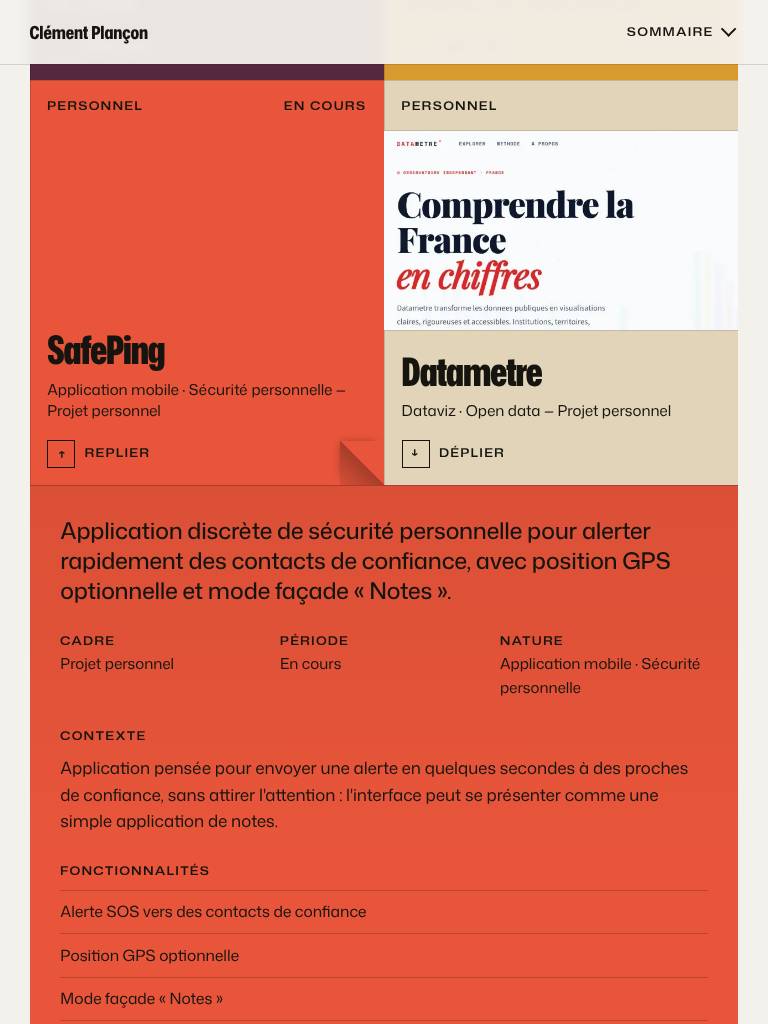 Clément Plançon
SOMMAIRE
PERSONNEL
EN COURS
SafePing
Application mobile · Sécurité personnelle —
Projet personnel
↑ REPLIER
PERSONNEL
DATAMETRE
EXPLORER
METHODE
A PROPOS
OBSERVATOIRE INDEPENDANT · FRANCE
Comprendre la
France
en chiffres
Datametre transforme les donnees publiques en visualisations
claires, rigoureuses et accessibles. Institutions, territoires,
Datametre
Dataviz · Open data — Projet personnel
↓ DÉPLIER
Application discrète de sécurité personnelle pour alerter
rapidement des contacts de confiance, avec position GPS
optionnelle et mode façade « Notes ».
CADRE
Projet personnel
PÉRIODE
En cours
NATURE
Application mobile · Sécurité
personnelle
CONTEXTE
Application pensée pour envoyer une alerte en quelques secondes à des proches
de confiance, sans attirer l'attention : l'interface peut se présenter comme une
simple application de notes.
FONCTIONNALITÉS
Alerte SOS vers des contacts de confiance
Position GPS optionnelle
Mode façade « Notes »